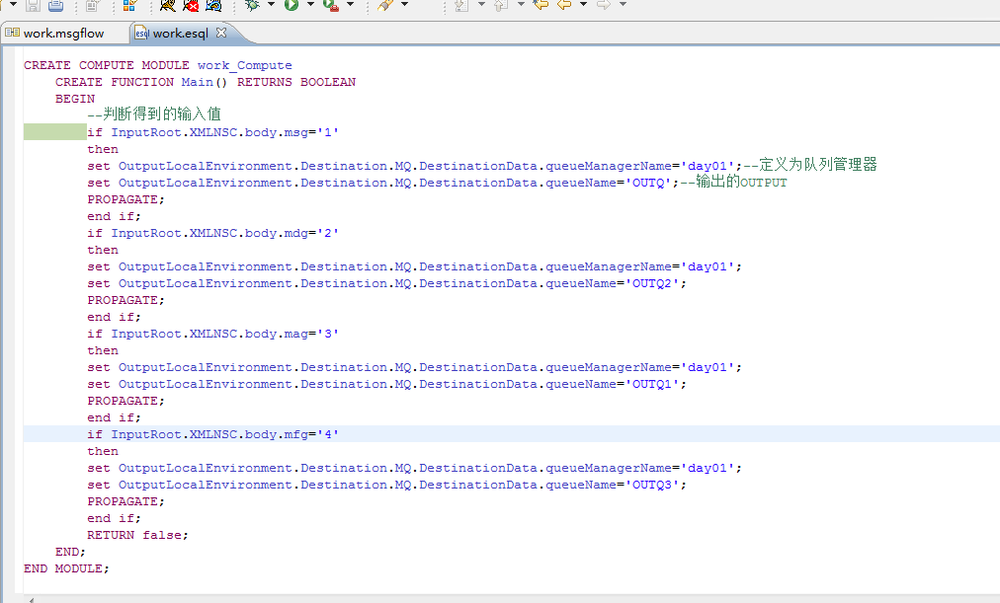 work.msgflow
esql work.esql
CREATE COMPUTE MODULE work_Compute
CREATE FUNCTION Main() RETURNS BOOLEAN
BEGIN
--判断得到的输入值
if InputRoot.XMLNSC.body.msg='1'
then
set OutputLocalEnvironment.Destination.MQ.DestinationData.queueManagerName='day01';--定义为队列管理器
set OutputLocalEnvironment.Destination.MQ.DestinationData.queueName='OUTQ';--输出的OUTPUT
PROPAGATE;
end if;
if InputRoot.XMLNSC.body.mdg='2'
then
set OutputLocalEnvironment.Destination.MQ.DestinationData.queueManagerName='day01';
set OutputLocalEnvironment.Destination.MQ.DestinationData.queueName='OUTQ2';
PROPAGATE;
end if;
if InputRoot.XMLNSC.body.mag='3'
then
set OutputLocalEnvironment.Destination.MQ.DestinationData.queueManagerName='day01';
set OutputLocalEnvironment.Destination.MQ.DestinationData.queueName='OUTQ1';
PROPAGATE;
end if;
if InputRoot.XMLNSC.body.mfg='4'
then
set OutputLocalEnvironment.Destination.MQ.DestinationData.queueManagerName='day01';
set OutputLocalEnvironment.Destination.MQ.DestinationData.queueName='OUTQ3';
PROPAGATE;
end if;
RETURN false;
END;
END MODULE;